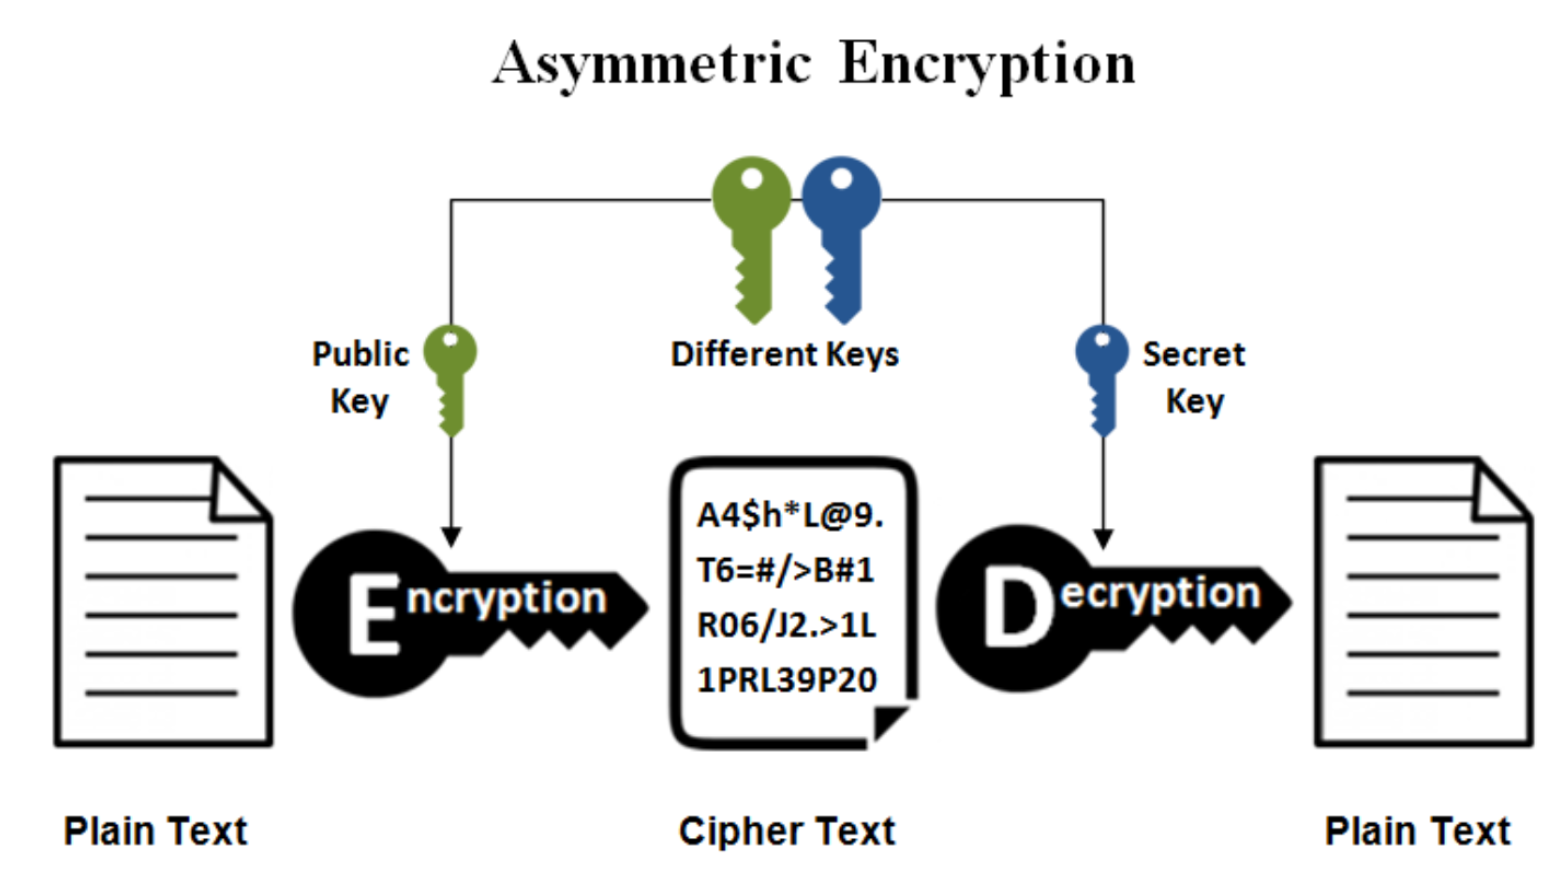 Asymmetric Encryption
Public
Key
Different Keys
Secret
Key
Encryption
A4$h*L@9.
T6=#/>B#1
R06/J2.>1L
1PRL39P20
Decryption
Plain Text
Cipher Text
Plain Text